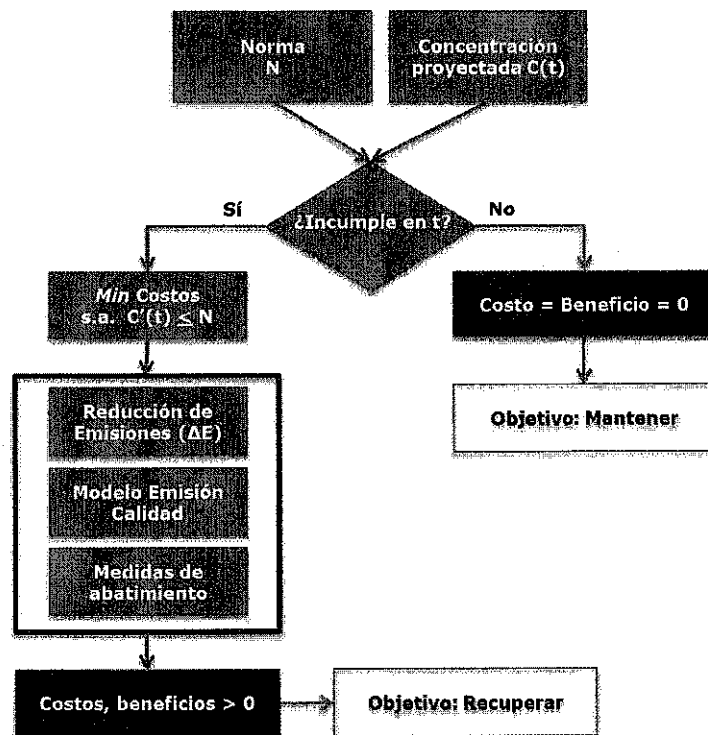 Norma
N
Concentración
proyectada C(t)
¿Incumple en t?
Sí
No
Min Costos
s.a. C'(t) ≤ N
Costo = Beneficio = 0
Objetivo: Mantener
Reducción de
Emisiones (ΔE)
Modelo Emisión
Calidad
Medidas de
abatimiento
Costos, beneficios > 0
Objetivo: Recuperar